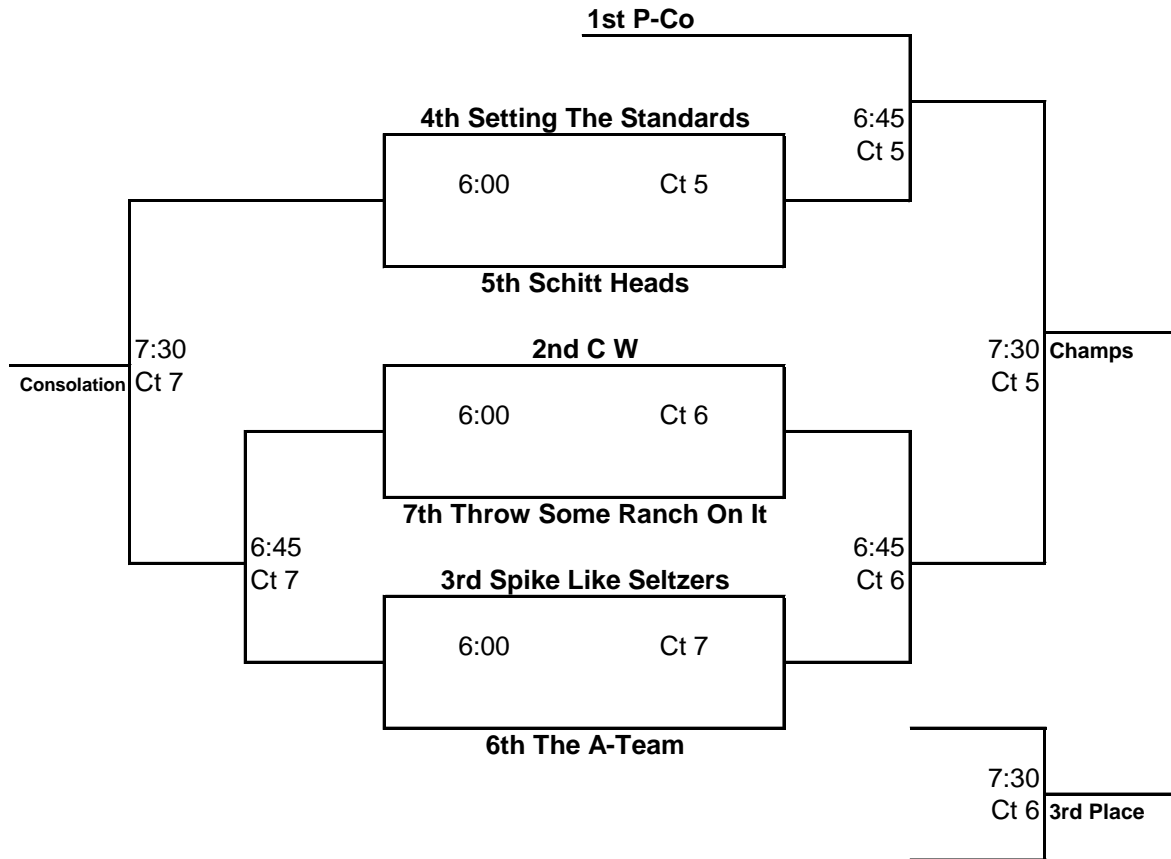 1st P-Co
4th Setting The Standards
6:45
Ct 5
6:00 Ct 5
5th Schitt Heads
7:30
Ct 7
Consolation
2nd C W
7:30
Ct 5
Champs
6:00 Ct 6
7th Throw Some Ranch On It
6:45
Ct 7
6:45
Ct 6
3rd Spike Like Seltzers
6:00 Ct 7
6th The A-Team
7:30
Ct 6
3rd Place